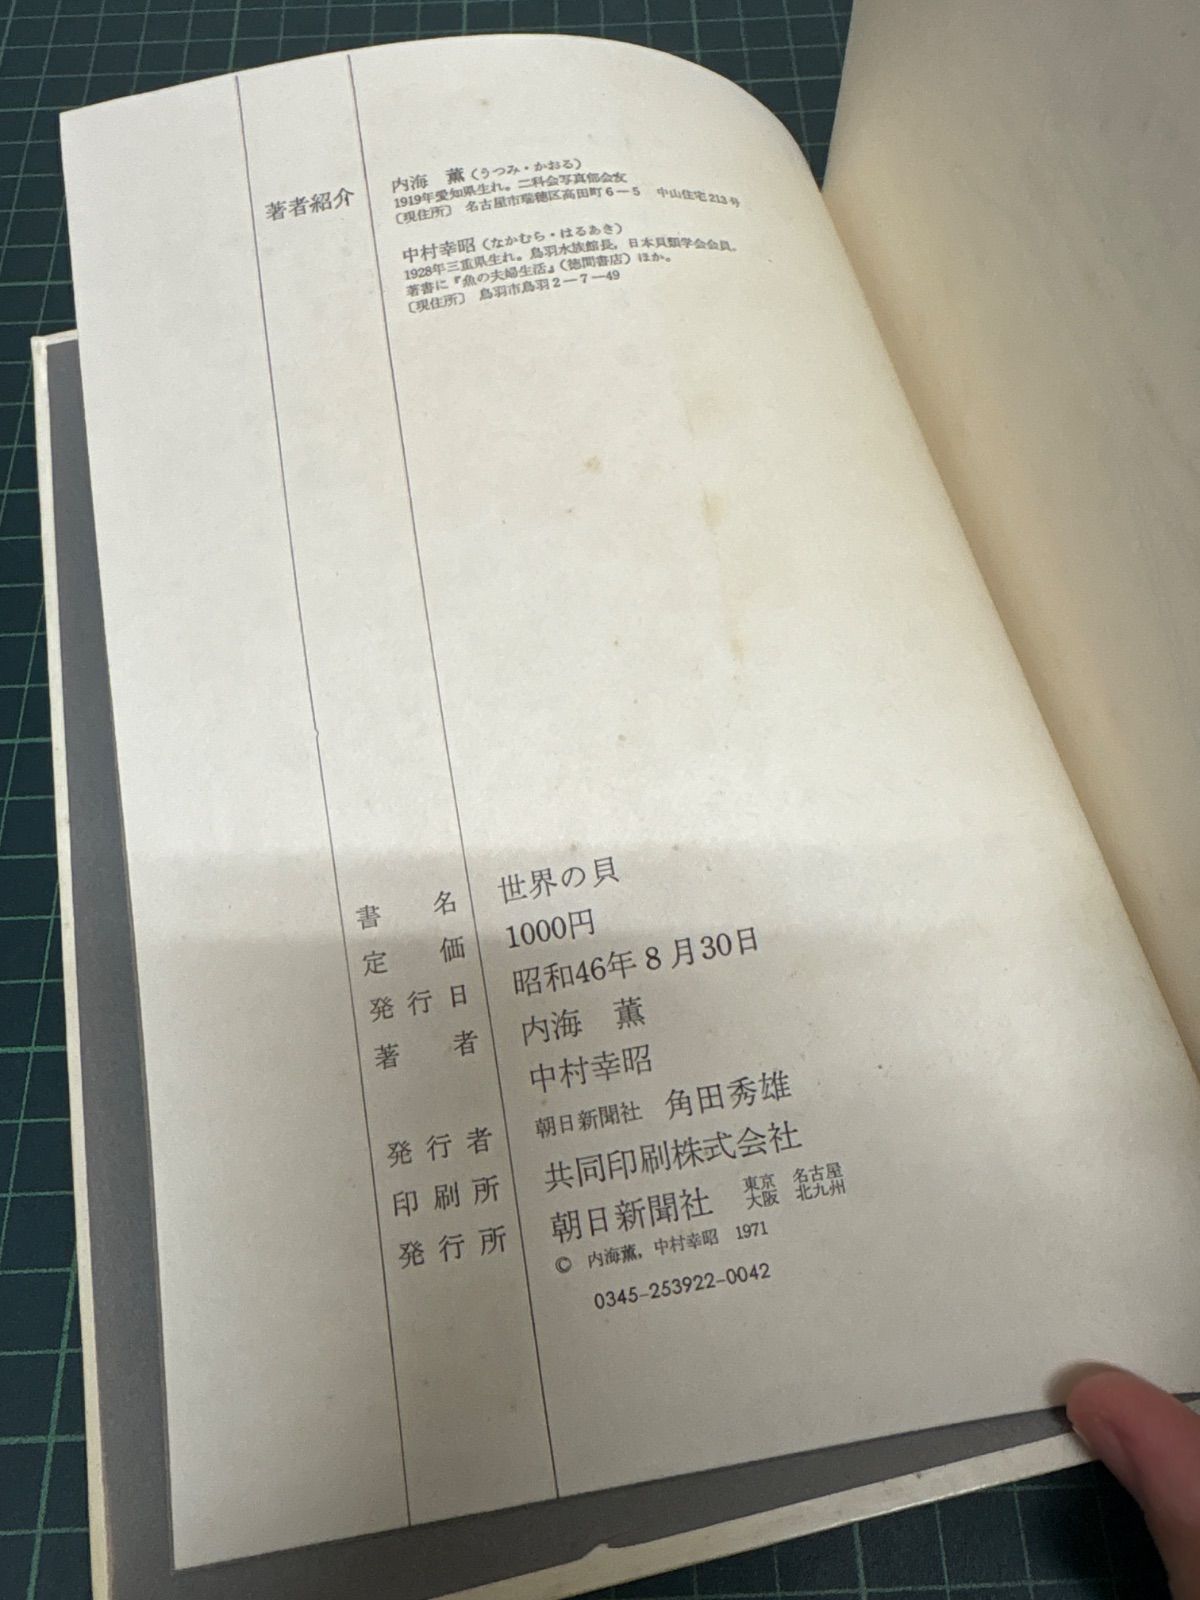 著者紹介
内海　薫（うつみ・かおる）
1919年愛知県生れ。二科会写真部会友
〔現住所〕　名古屋市瑞穂区高田町6－5　中山住宅213号
中村幸昭（なかむら・はるあき）
1928年三重県生れ。鳥羽水族館長，日本貝類学会会員。
著書に『魚の夫婦生活』（徳間書店）ほか。
〔現住所〕　鳥羽市鳥羽2－7－49
書名　世界の貝
定価　1000円
発行日　昭和46年8月30日
著者　内海　薫
中村幸昭
発行者　朝日新聞社　角田秀雄
印刷所　共同印刷株式会社
発行所　朝日新聞社　東京　名古屋
大阪　北九州
©　内海薫，中村幸昭　1971
0345-253922-0042